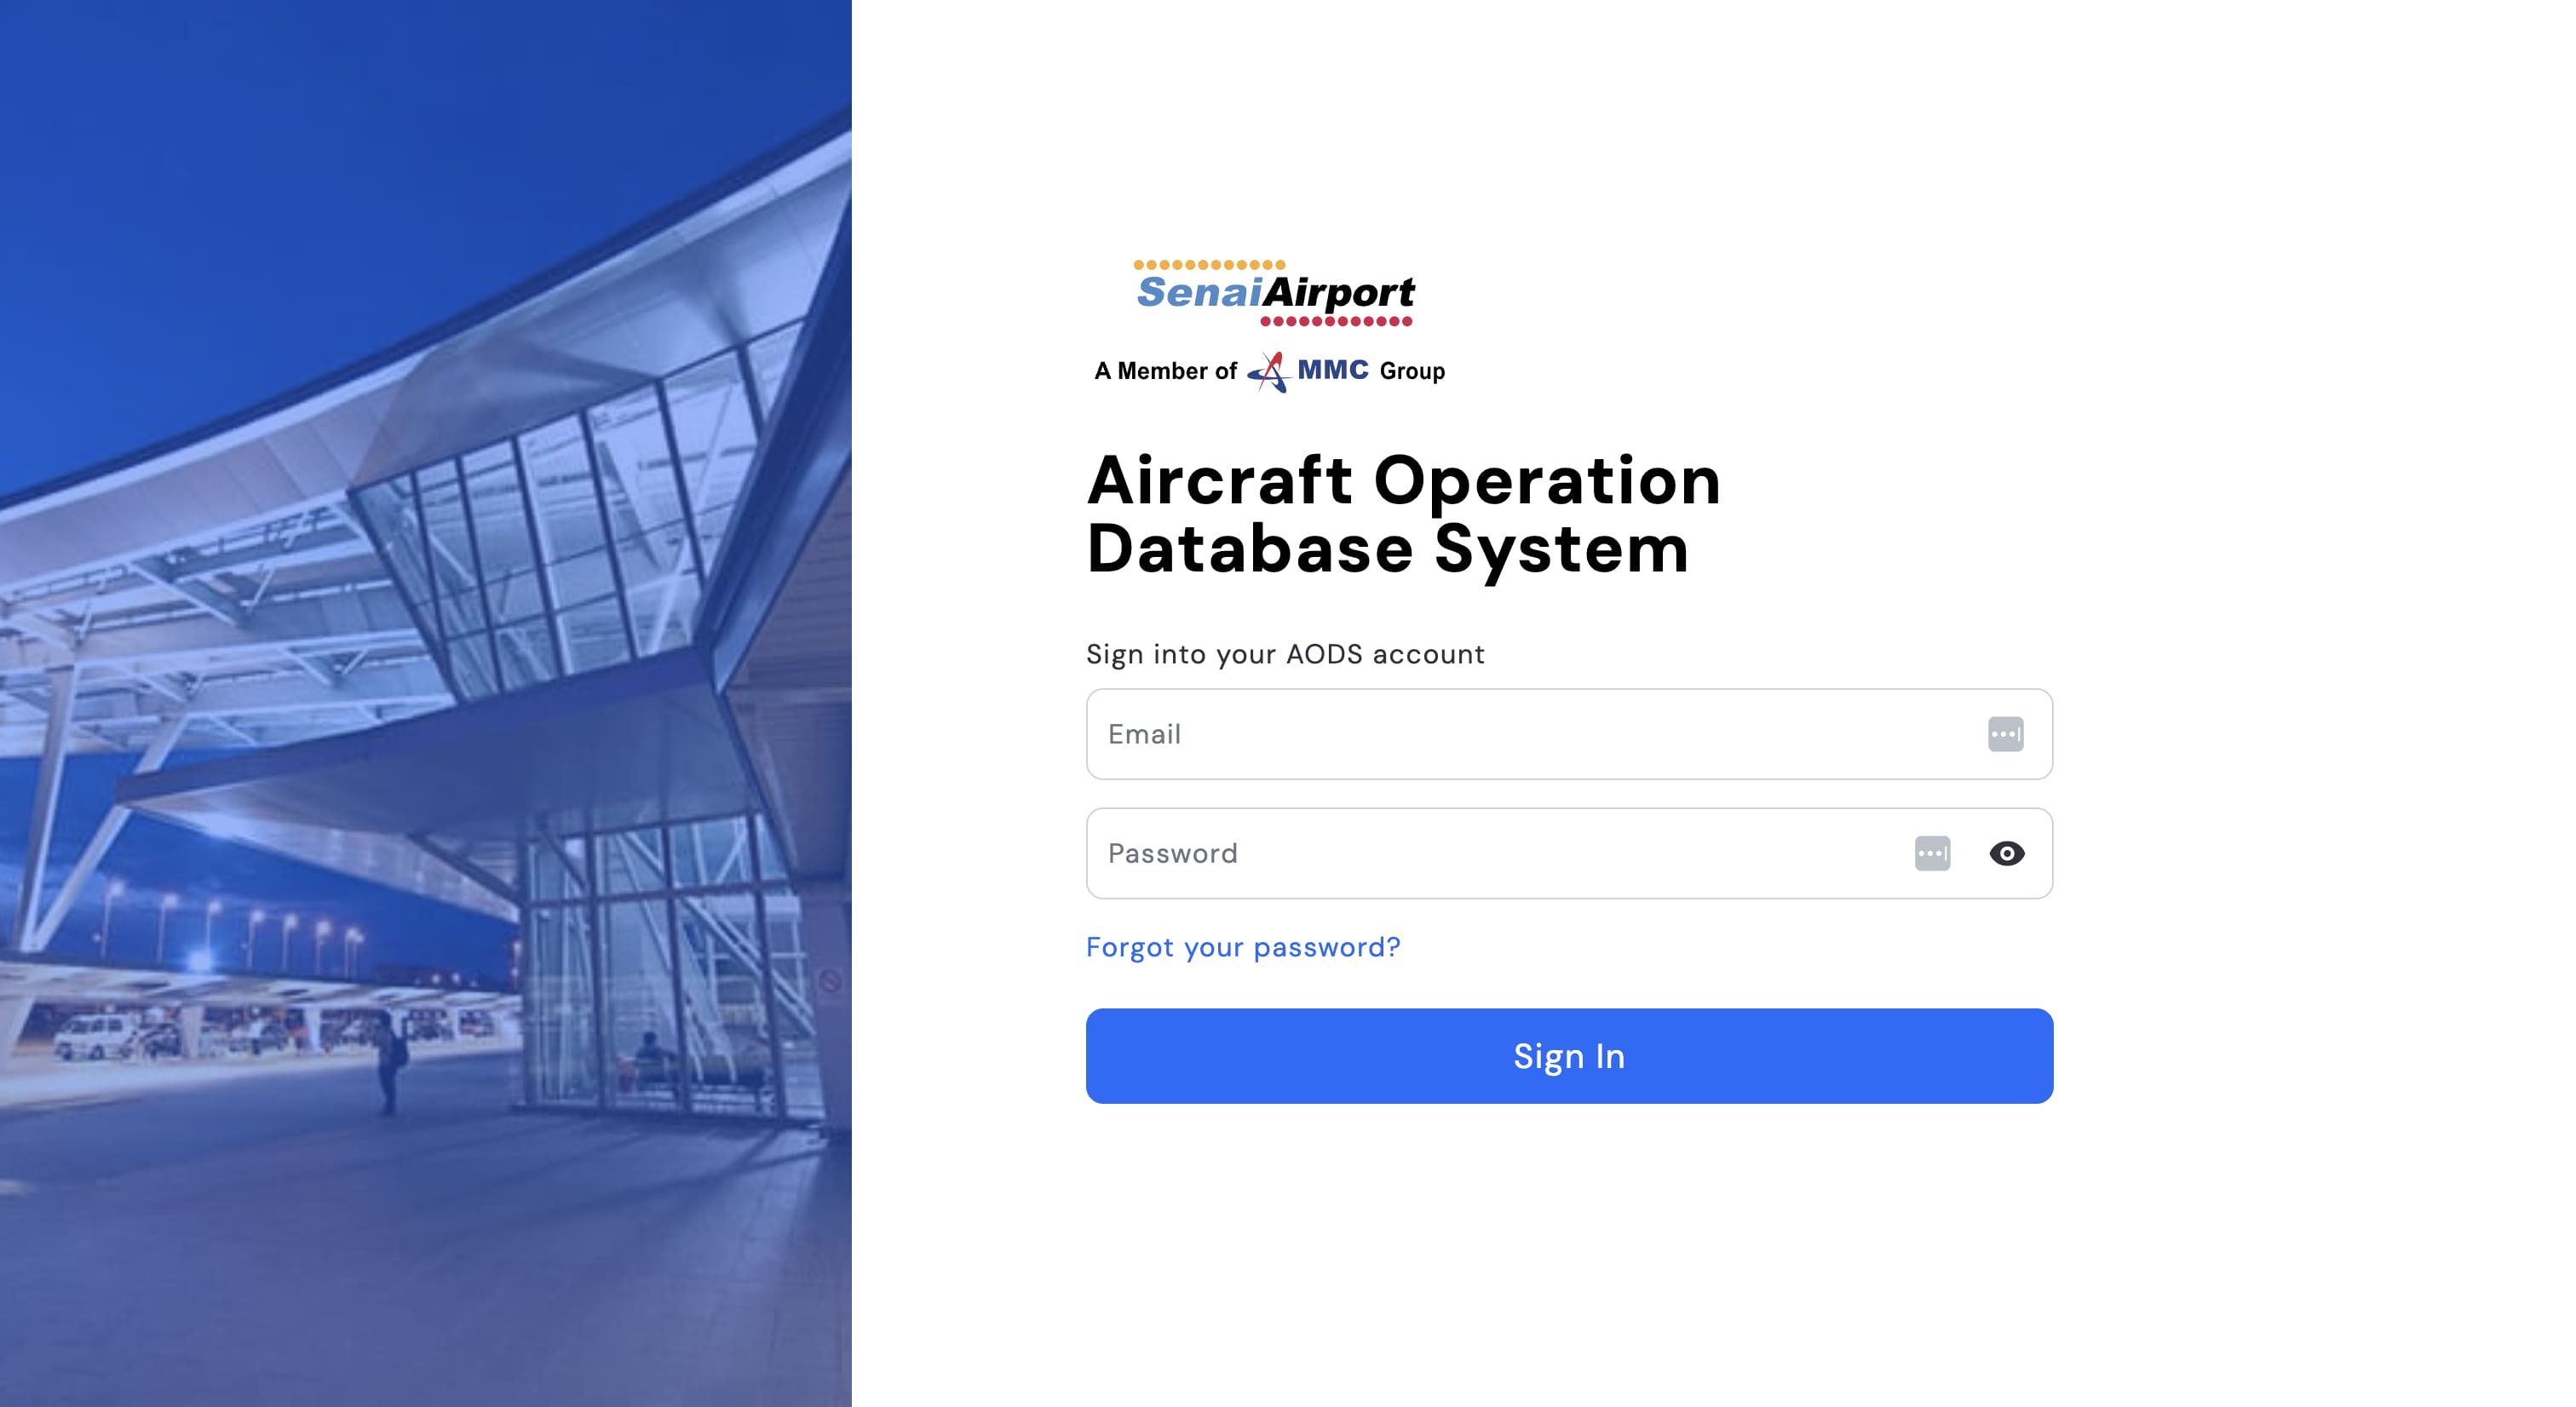 SenaiAirport
A Member of MMC Group
Aircraft Operation
Database System
Sign into your AODS account
Email
Password
Forgot your password?
Sign In